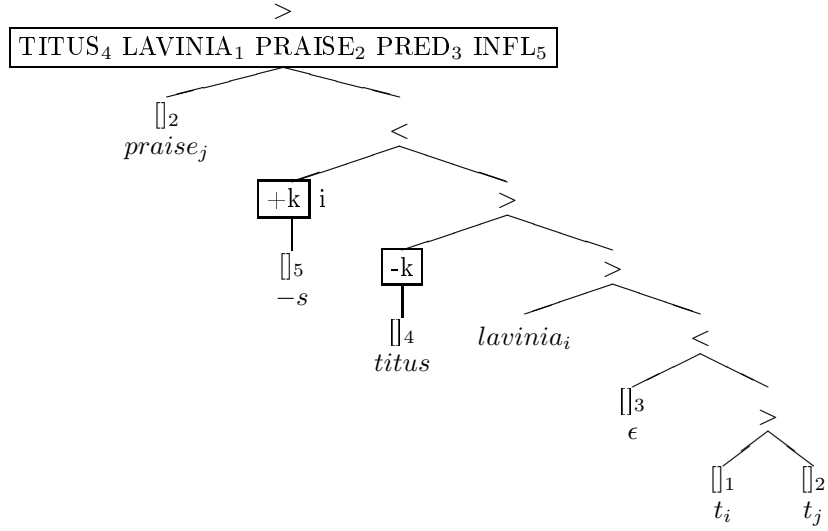 >
TITUS₄ LAVINIA₁ PRAISE₂ PRED₃ INFL₅
[]₂
praiseⱼ
<
+k i
>
[]₅
−s
-k
>
[]₄
titus
laviniaᵢ
<
[]₃
ϵ
>
[]₁ []₂
tᵢ tⱼ